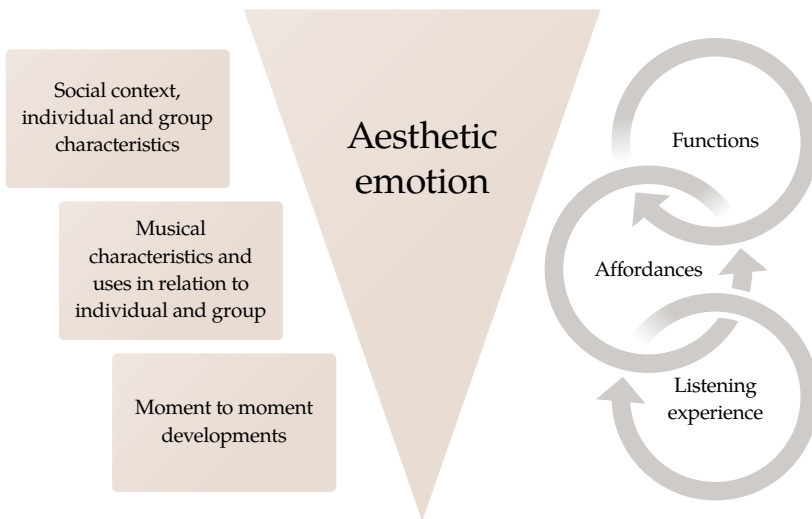 Social context,
individual and group
characteristics
Musical
characteristics and
uses in relation to
individual and group
Moment to moment
developments
Aesthetic
emotion
Functions
Affordances
Listening
experience